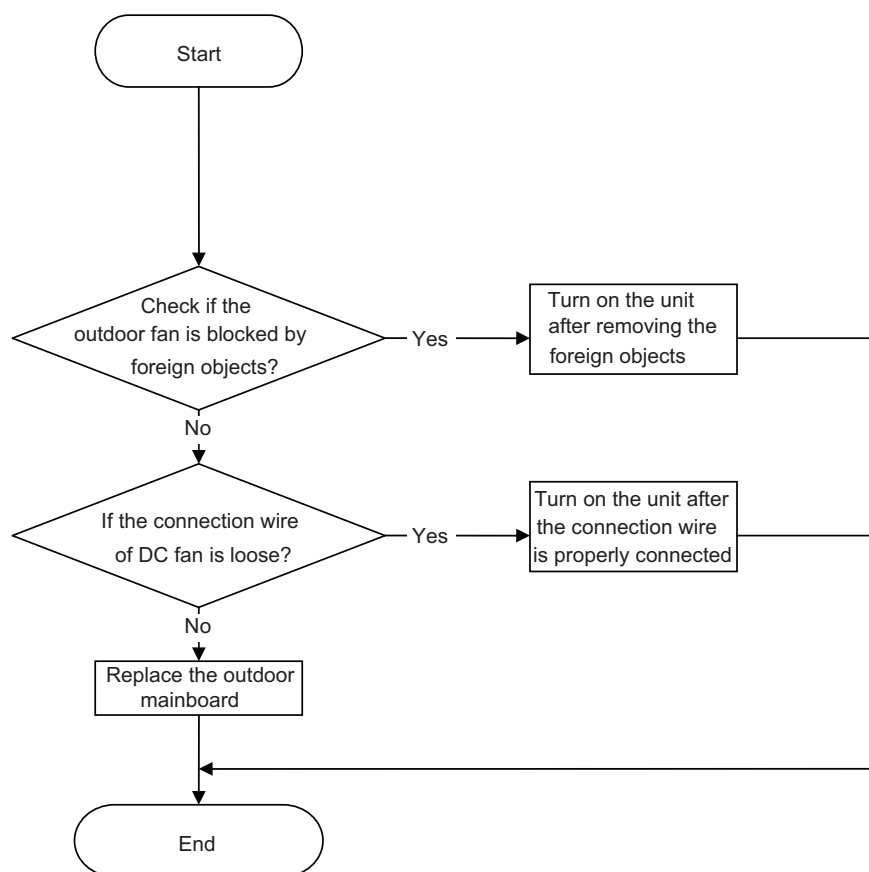 Start
Check if the
outdoor fan is blocked by
foreign objects?
Yes
Turn on the unit
after removing the
foreign objects
No
If the connection wire
of DC fan is loose?
Yes
Turn on the unit after
the connection wire
is properly connected
No
Replace the outdoor
mainboard
End